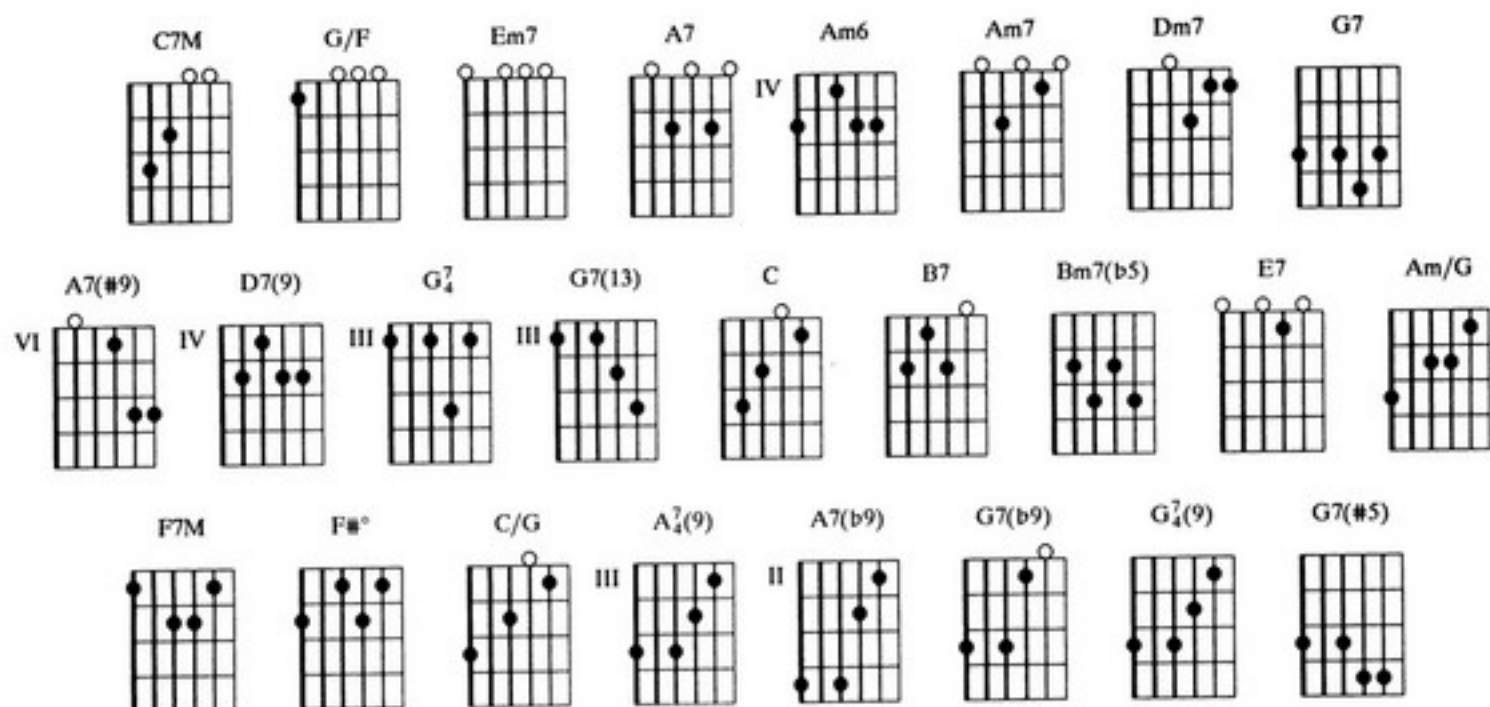 C7M G/F Em7 A7 Am6 Am7 Dm7 G7
IV
A7(#9) D7(9) G⁷₄ G7(13) C B7 Bm7(b5) E7 Am/G
VI IV III III
F7M F#° C/G A⁷₄(9) A7(b9) G7(b9) G⁷₄(9) G7(#5)
III II